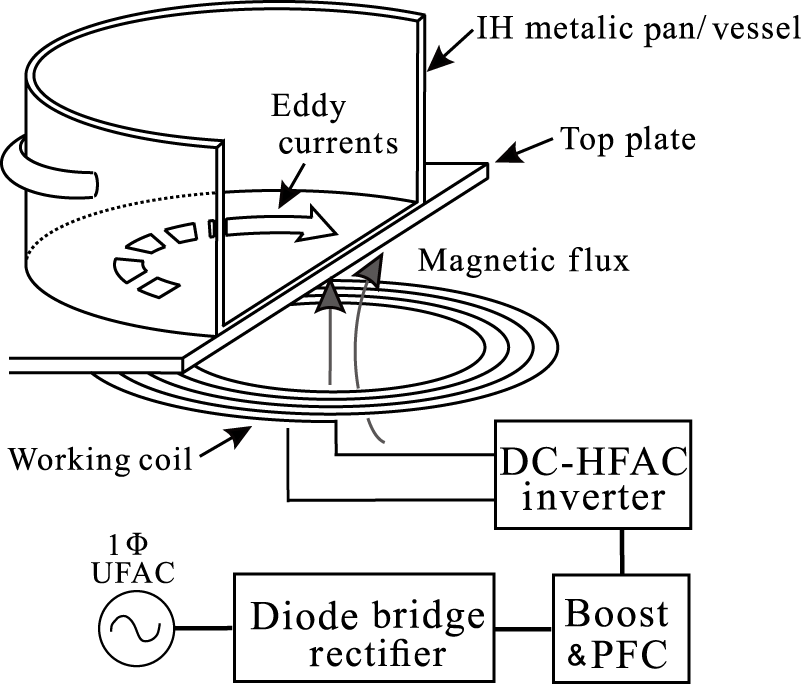 IH metalic pan/vessel
Eddy
currents
Top plate
Magnetic flux
Working coil
DC-HFAC
inverter
1Φ
UFAC
Diode bridge
rectifier
Boost
&PFC